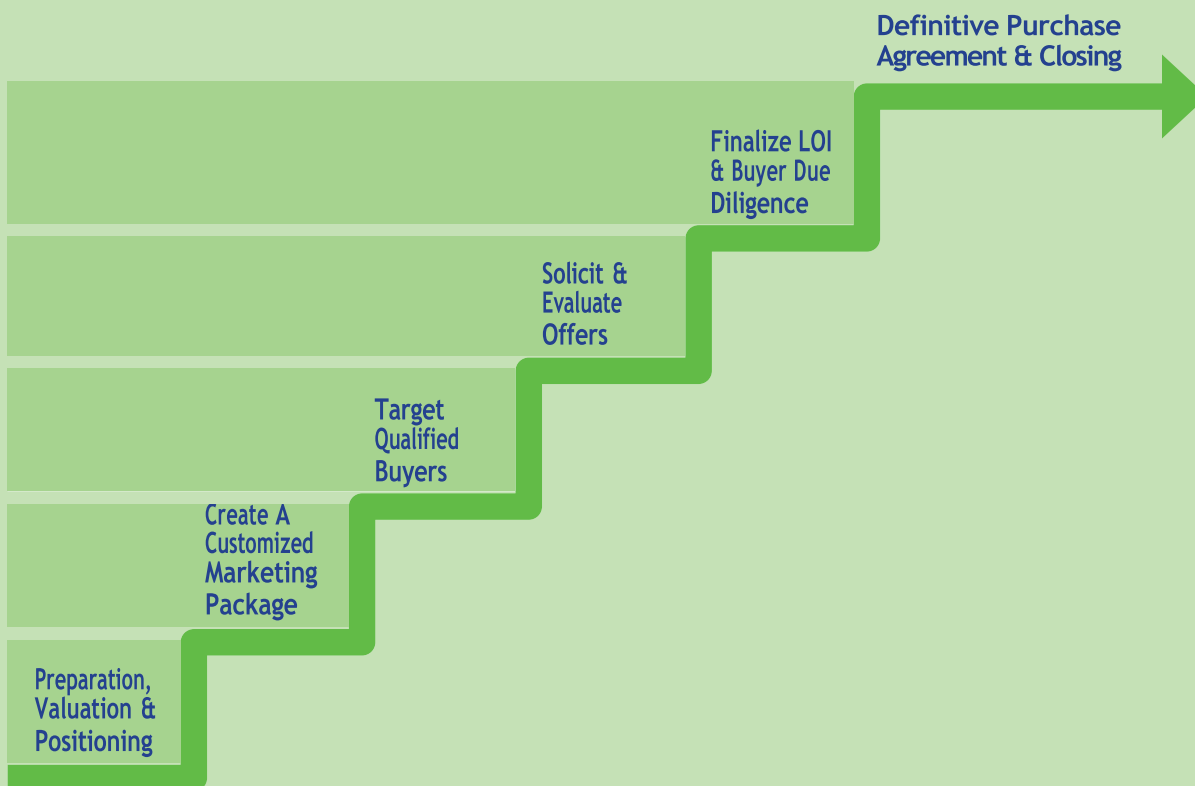 Definitive Purchase
Agreement & Closing
Finalize LOI
& Buyer Due
Diligence
Solicit &
Evaluate
Offers
Target
Qualified
Buyers
Create A
Customized
Marketing
Package
Preparation,
Valuation &
Positioning